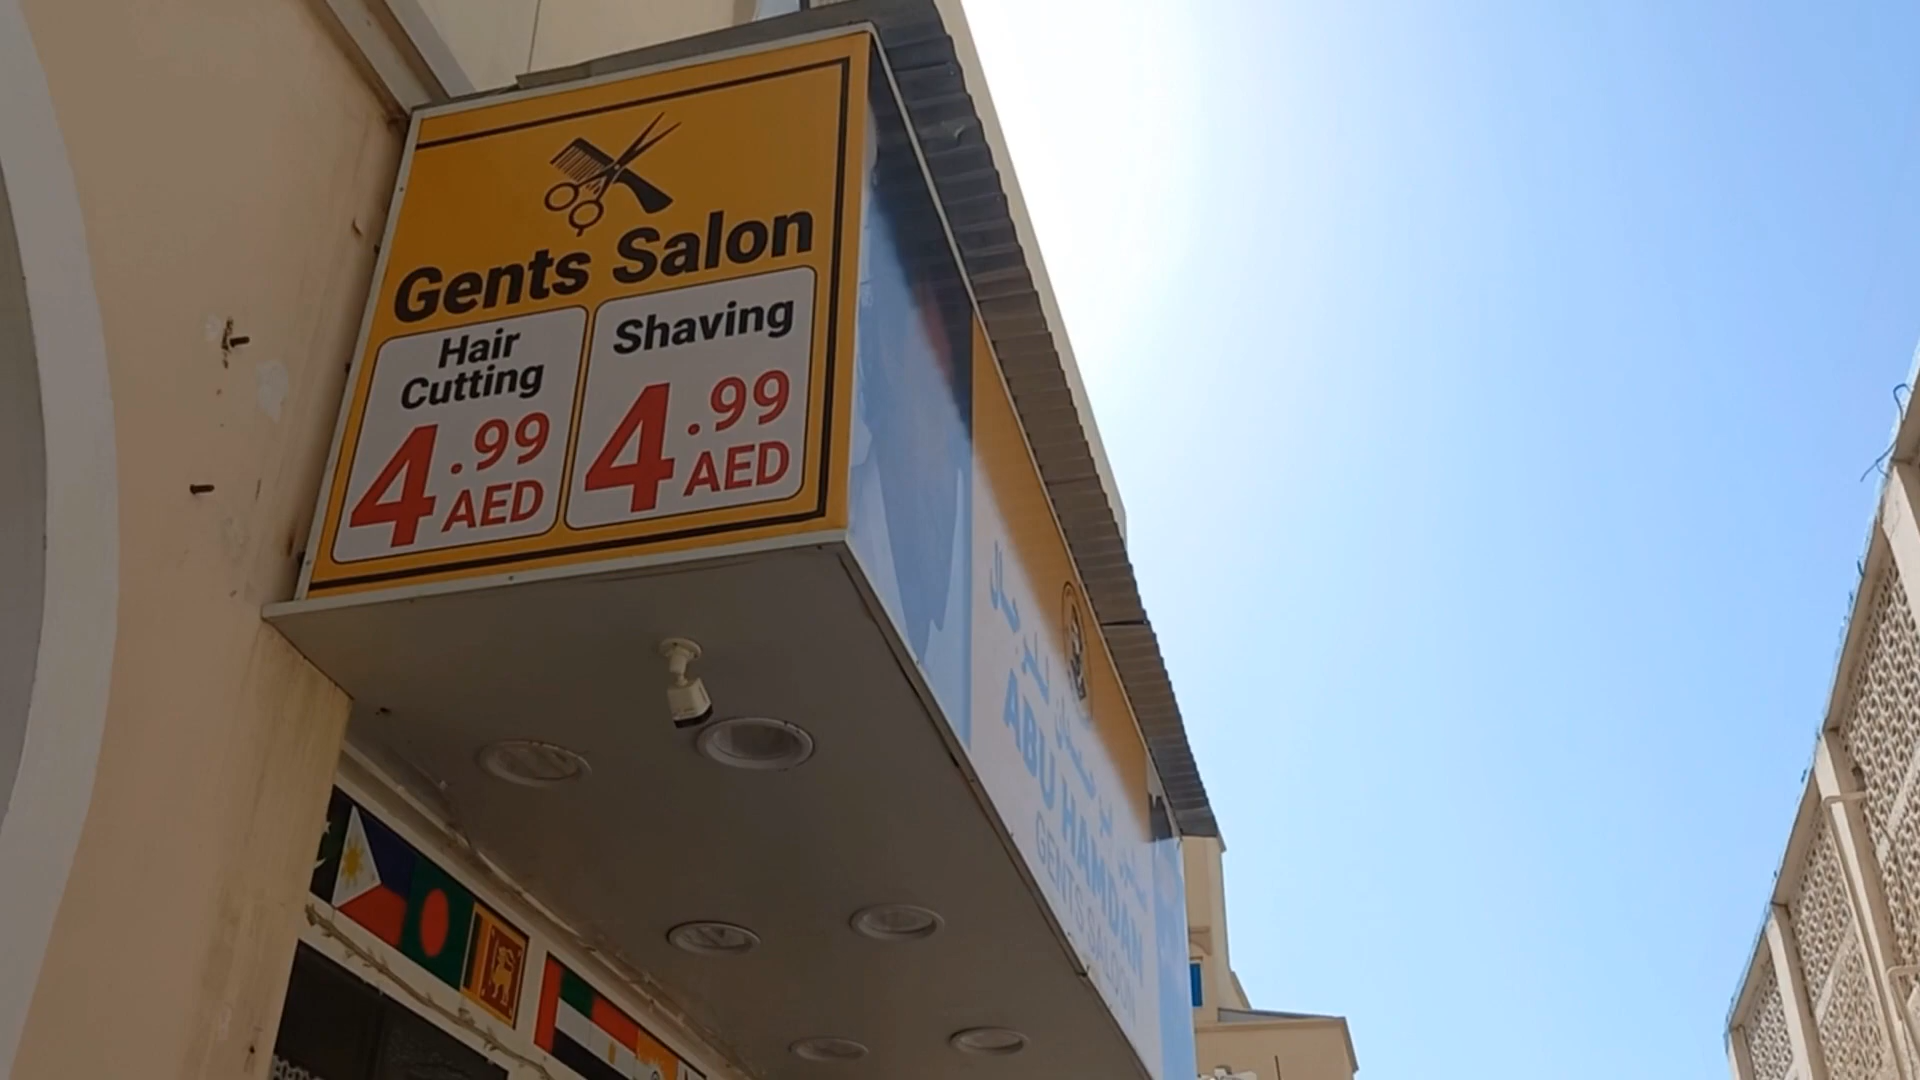 Gents Salon
Hair
Cutting
4.99
AED
Shaving
4.99
AED
ABU HAMDAN
GENTS SALOON